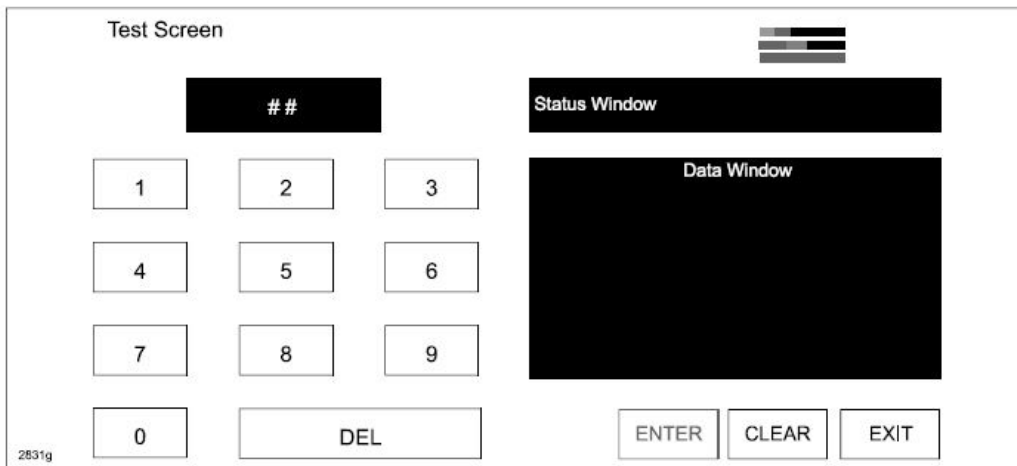 Test Screen
##
Status Window
1 2 3
Data Window
4 5 6
7 8 9
0 DEL
ENTER CLEAR EXIT
2831g